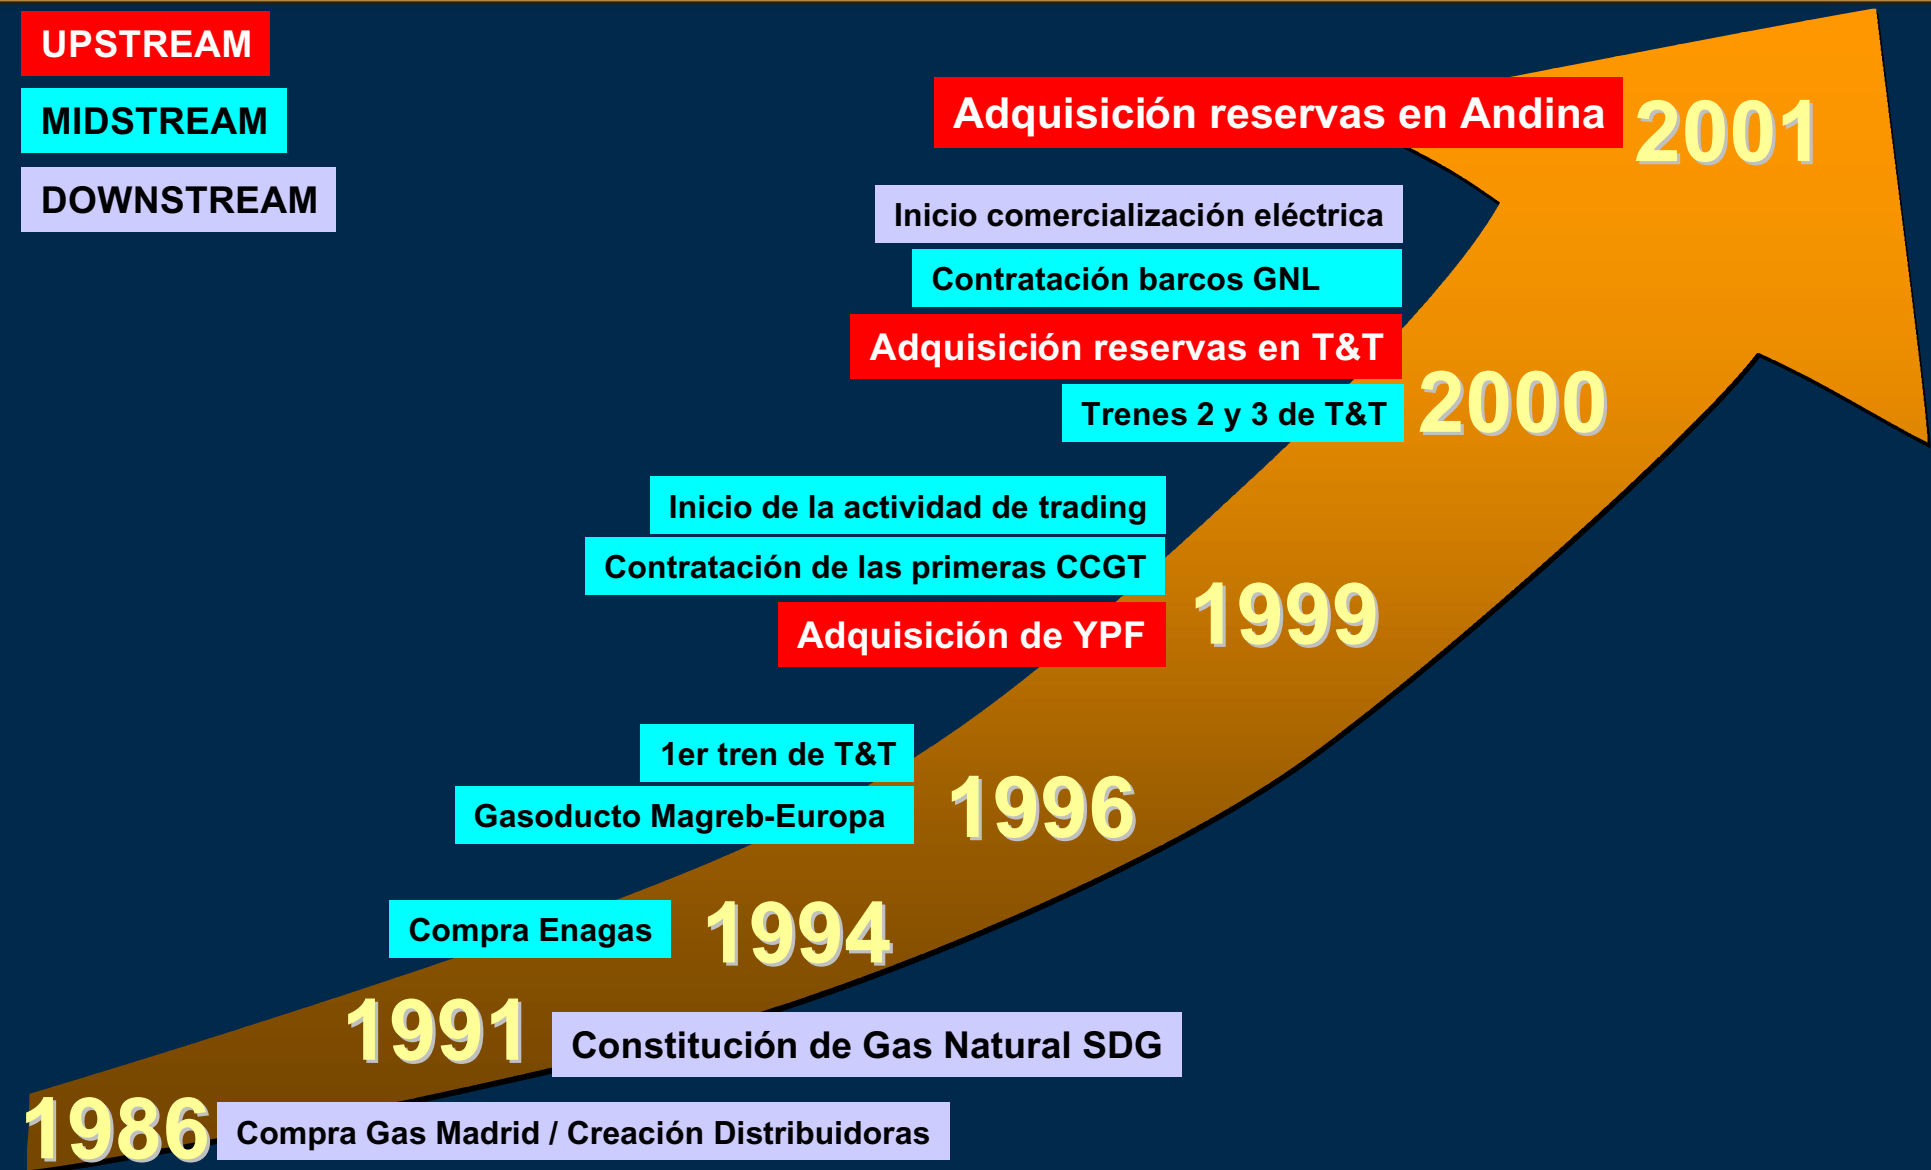 UPSTREAM
MIDSTREAM
DOWNSTREAM
Adquisición reservas en Andina
2001
Inicio comercialización eléctrica
Contratación barcos GNL
Adquisición reservas en T&T
Trenes 2 y 3 de T&T
2000
Inicio de la actividad de trading
Contratación de las primeras CCGT
Adquisición de YPF
1999
1er tren de T&T
Gasoducto Magreb-Europa
1996
Compra Enagas
1994
1991
Constitución de Gas Natural SDG
1986
Compra Gas Madrid / Creación Distribuidoras